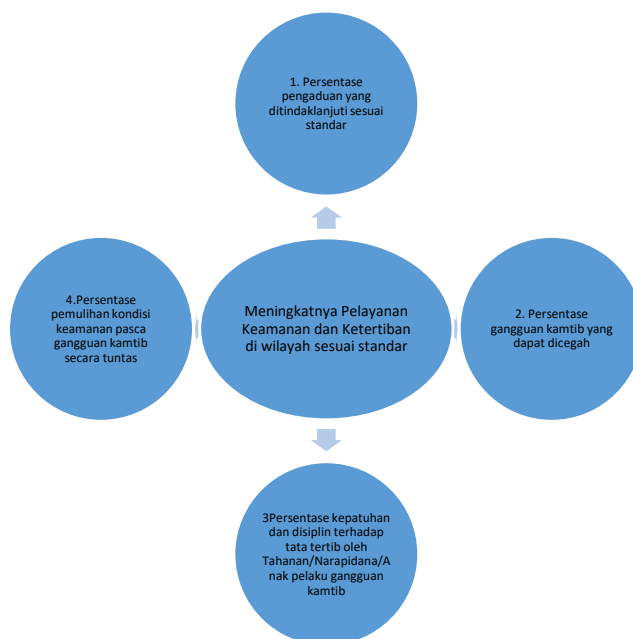 1. Persentase
pengaduan yang
ditindaklanjuti sesuai
standar
Meningkatnya Pelayanan
Keamanan dan Ketertiban
di wilayah sesuai standar
2. Persentase
gangguan kamtib yang
dapat dicegah
3Persentase kepatuhan
dan disiplin terhadap
tata tertib oleh
Tahanan/Narapidana/A
nak pelaku gangguan
kamtib
4.Persentase
pemulihan kondisi
keamanan pasca
gangguan kamtib
secara tuntas